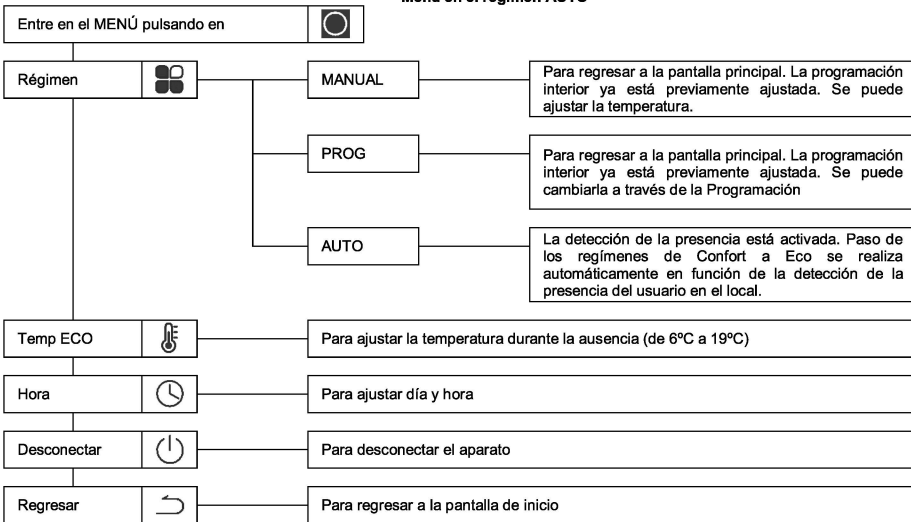 Menú en el régimen AUTO
Entre en el MENÚ pulsando en
Régimen
MANUAL
Para regresar a la pantalla principal. La programación
interior ya está previamente ajustada. Se puede
ajustar la temperatura.
PROG
Para regresar a la pantalla principal. La programación
interior ya está previamente ajustada. Se puede
cambiarla a través de la Programación
AUTO
La detección de la presencia está activada. Paso de
los regímenes de Confort a Eco se realiza
automáticamente en función de la detección de la
presencia del usuario en el local.
Temp ECO
Para ajustar la temperatura durante la ausencia (de 6ºC a 19ºC)
Hora
Para ajustar día y hora
Desconectar
Para desconectar el aparato
Regresar
Para regresar a la pantalla de inicio